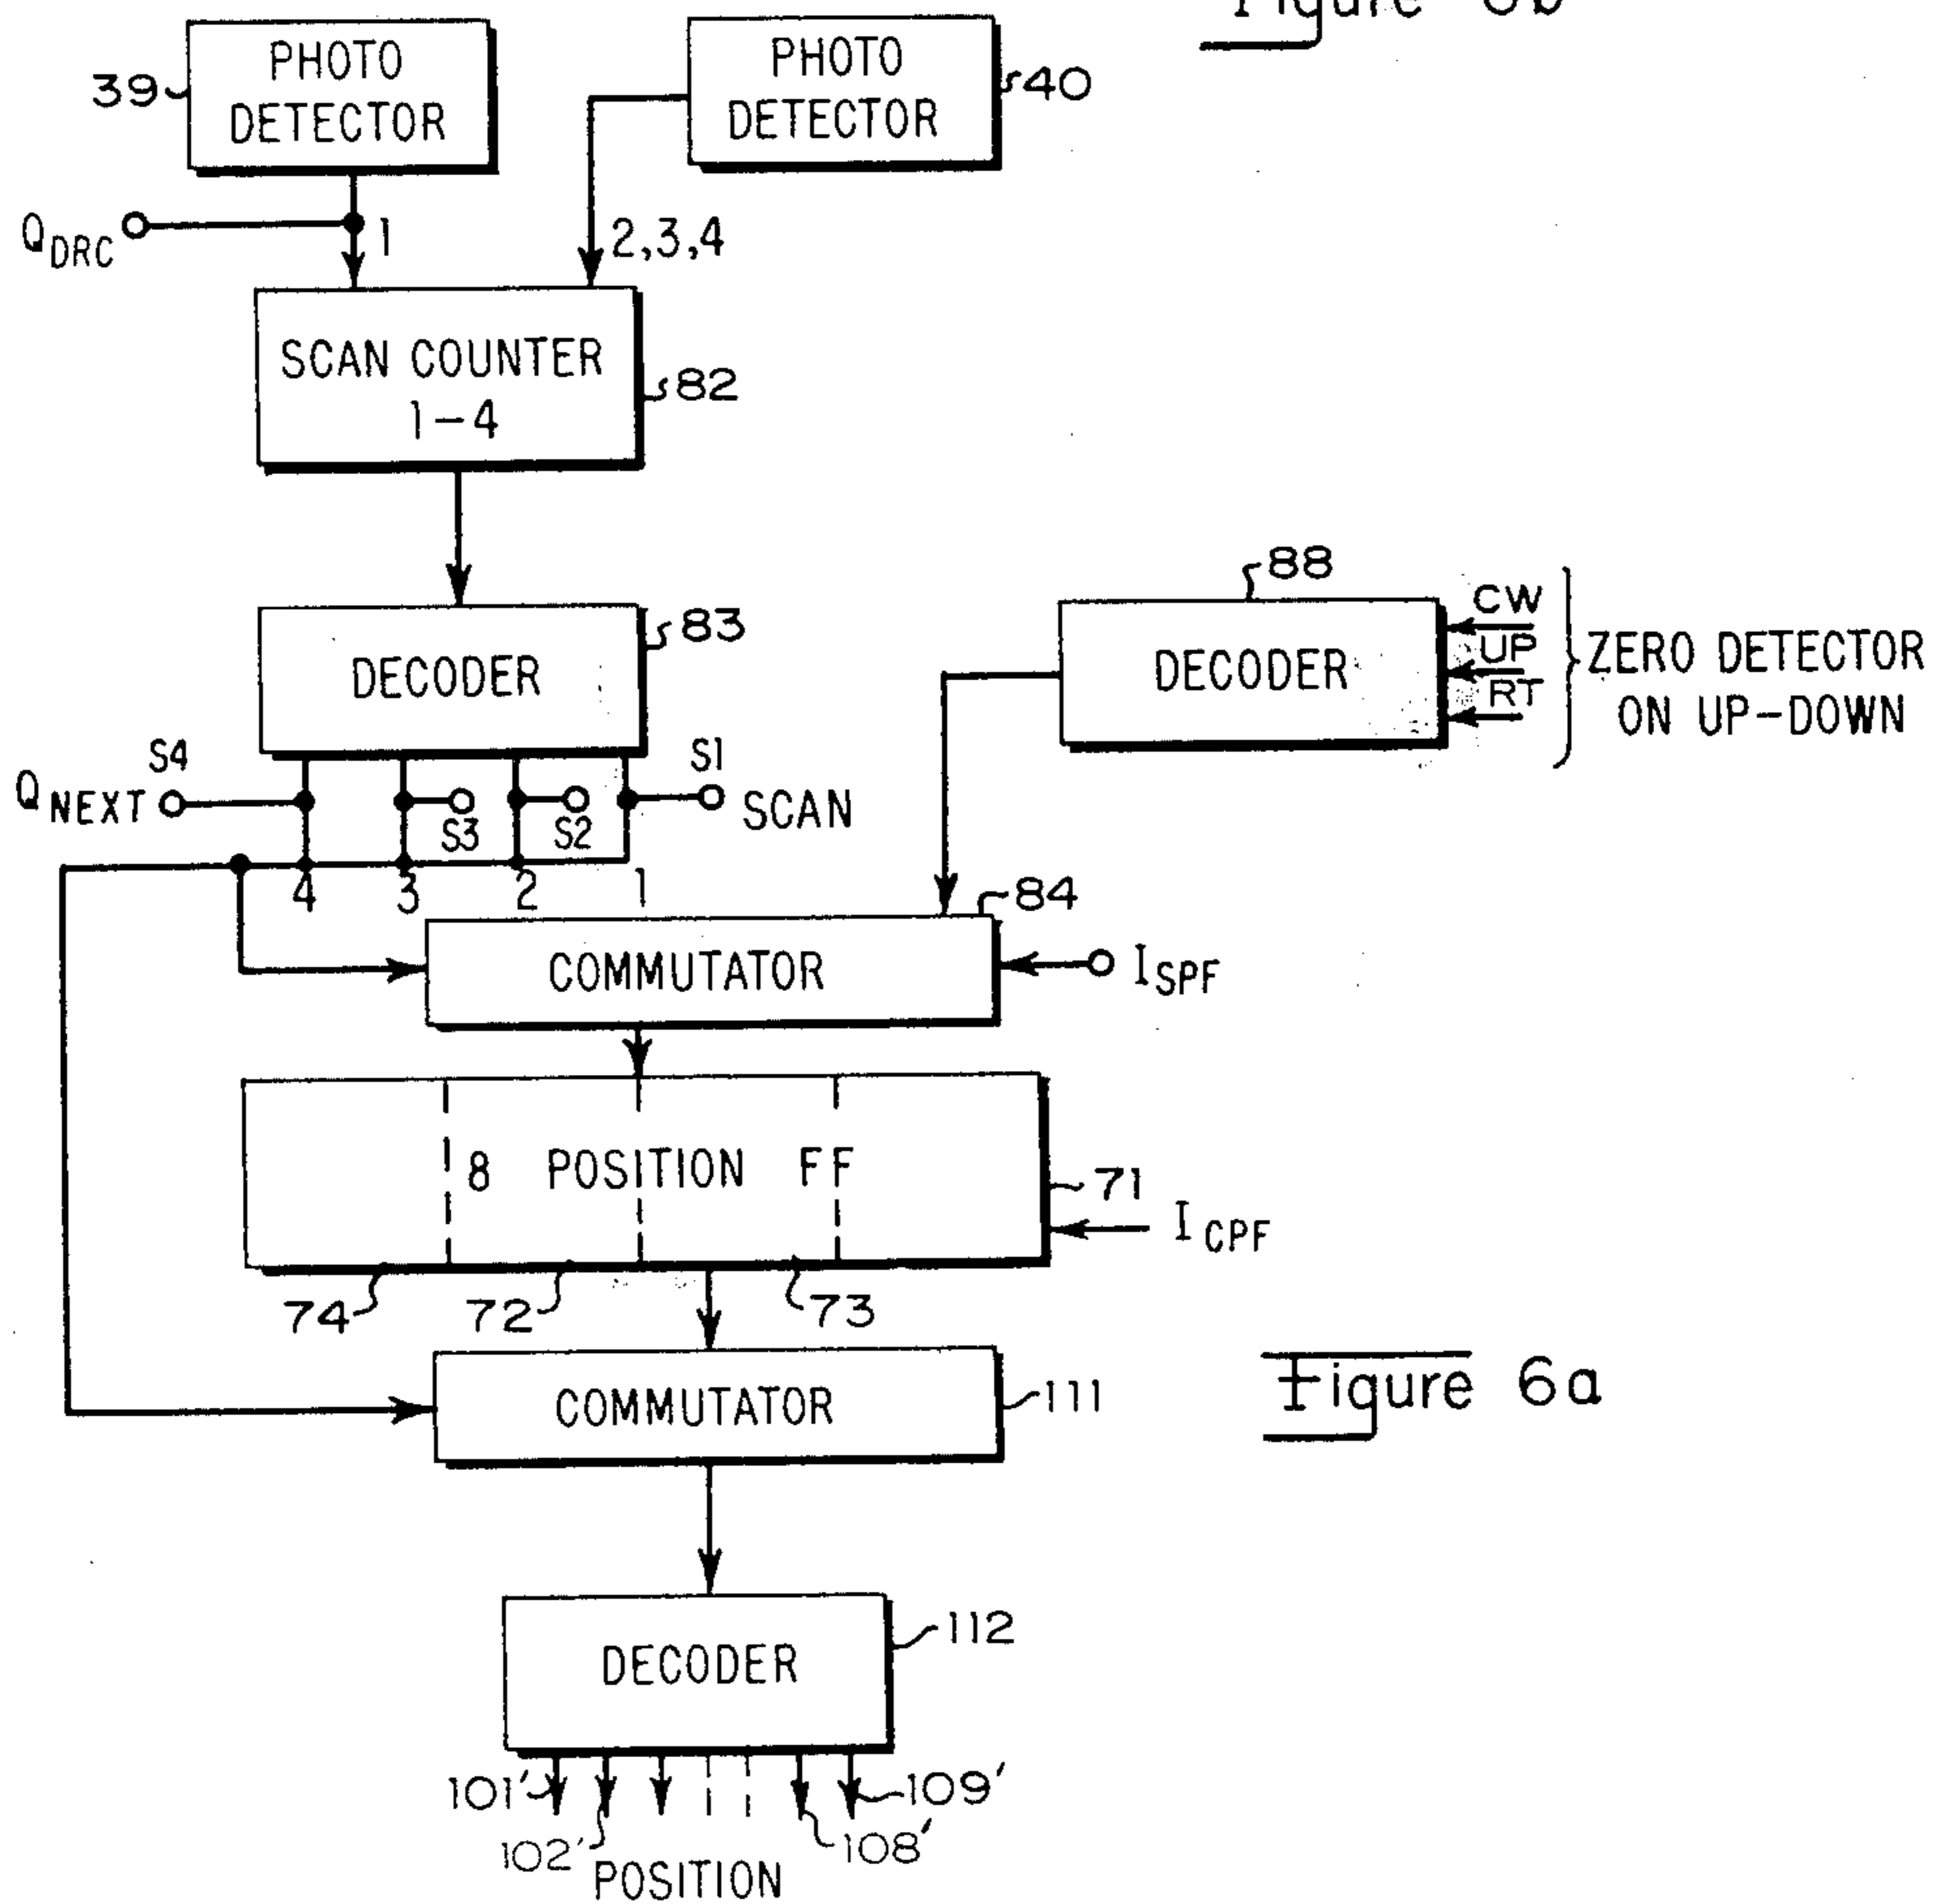 Figure 6b
PHOTO
DETECTOR
39
PHOTO
DETECTOR
40
QDRC
1
2,3,4
SCAN COUNTER
1-4
82
DECODER
83
88
DECODER
CW
UP
RT
ZERO DETECTOR
ON UP-DOWN
S4
QNEXT
S3
S2
S1
SCAN
4
3
2
1
84
COMMUTATOR
ISPF
8 POSITION FF
71
ICPF
74
72
73
COMMUTATOR
111
Figure 6a
DECODER
112
101'
102'
108'
109'
POSITION